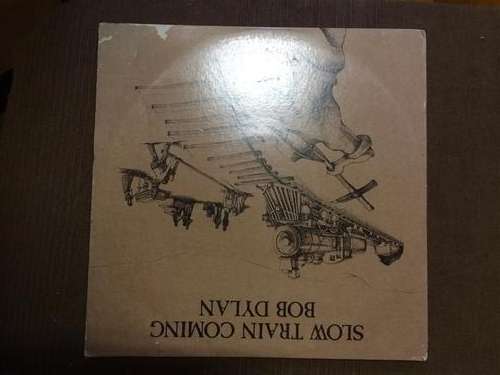 SLOW TRAIN COMING
BOB DYLAN